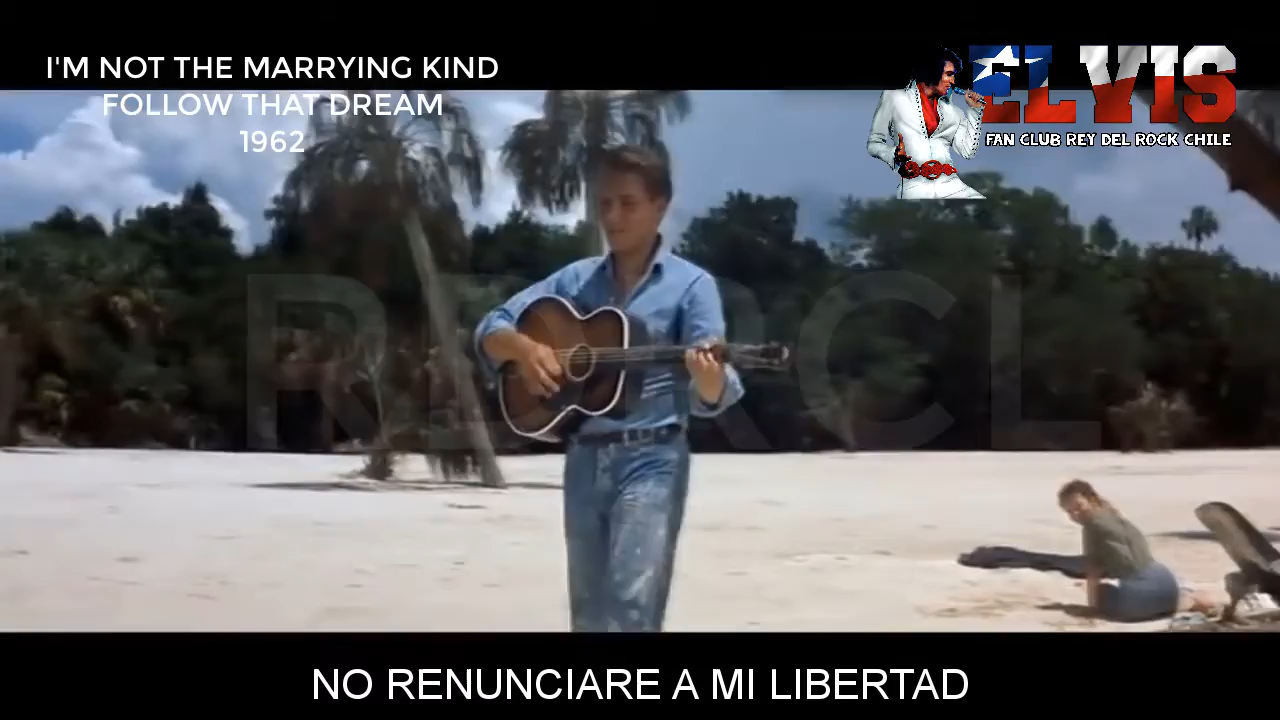 I'M NOT THE MARRYING KIND
FOLLOW THAT DREAM
1962
ELVIS
FAN CLUB REY DEL ROCK CHILE
NO RENUNCIARE A MI LIBERTAD